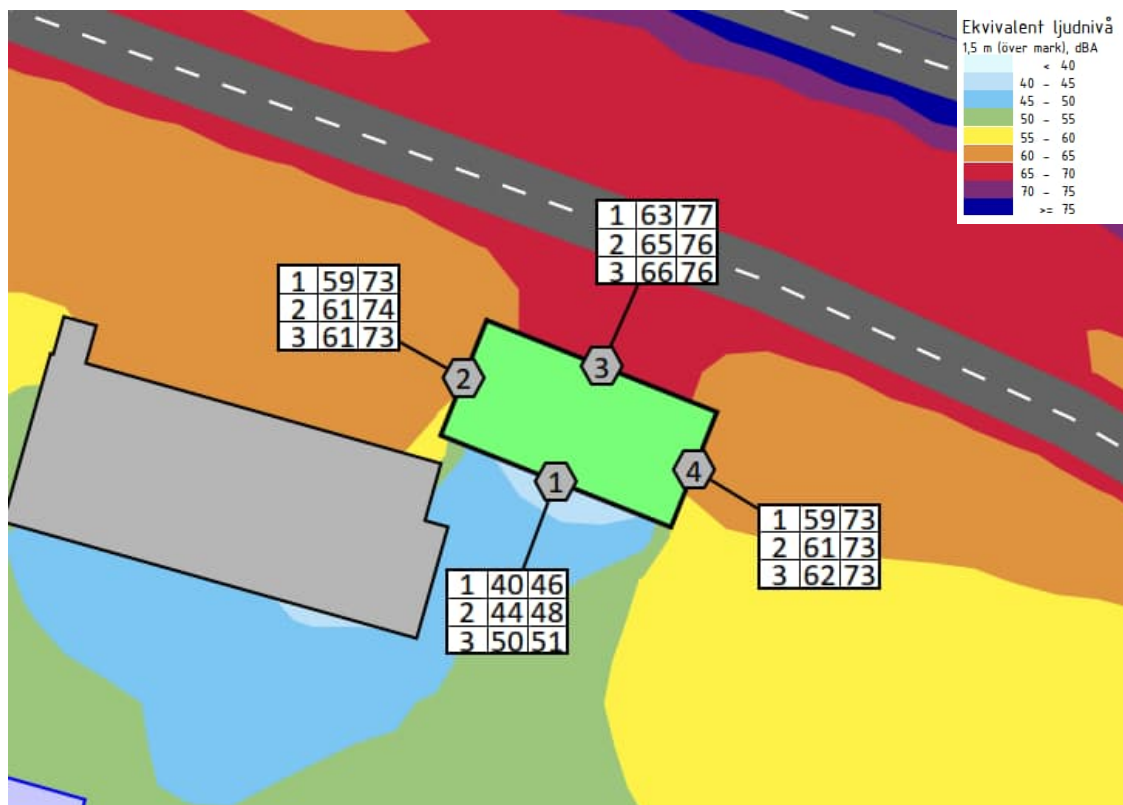 Ekvivalent ljudnivå
1,5 m (över mark), dBA
< 40
40 - 45
45 - 50
50 - 55
55 - 60
60 - 65
65 - 70
70 - 75
>= 75
1 63 77
2 65 76
3 66 76
1 59 73
2 61 74
3 61 73
3
2
4
1
1 59 73
2 61 73
3 62 73
1 40 46
2 44 48
3 50 51